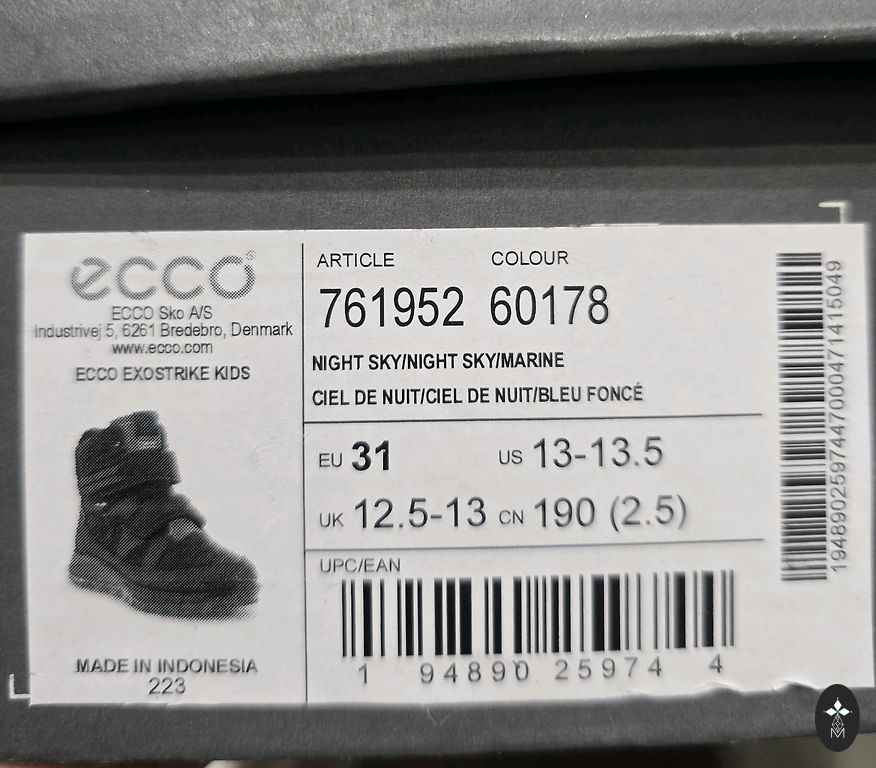 ecco®
ECCO Sko A/S
Industrivej 5, 6261 Bredebro, Denmark
www.ecco.com
ECCO EXOSTRIKE KIDS
MADE IN INDONESIA
223
ARTICLE COLOUR
761952 60178
NIGHT SKY/NIGHT SKY/MARINE
CIEL DE NUIT/CIEL DE NUIT/BLEU FONCÉ
EU 31 US 13-13.5
UK 12.5-13 CN 190 (2.5)
UPC/EAN
1 94890 25974 4
1948902597447000471415049
M